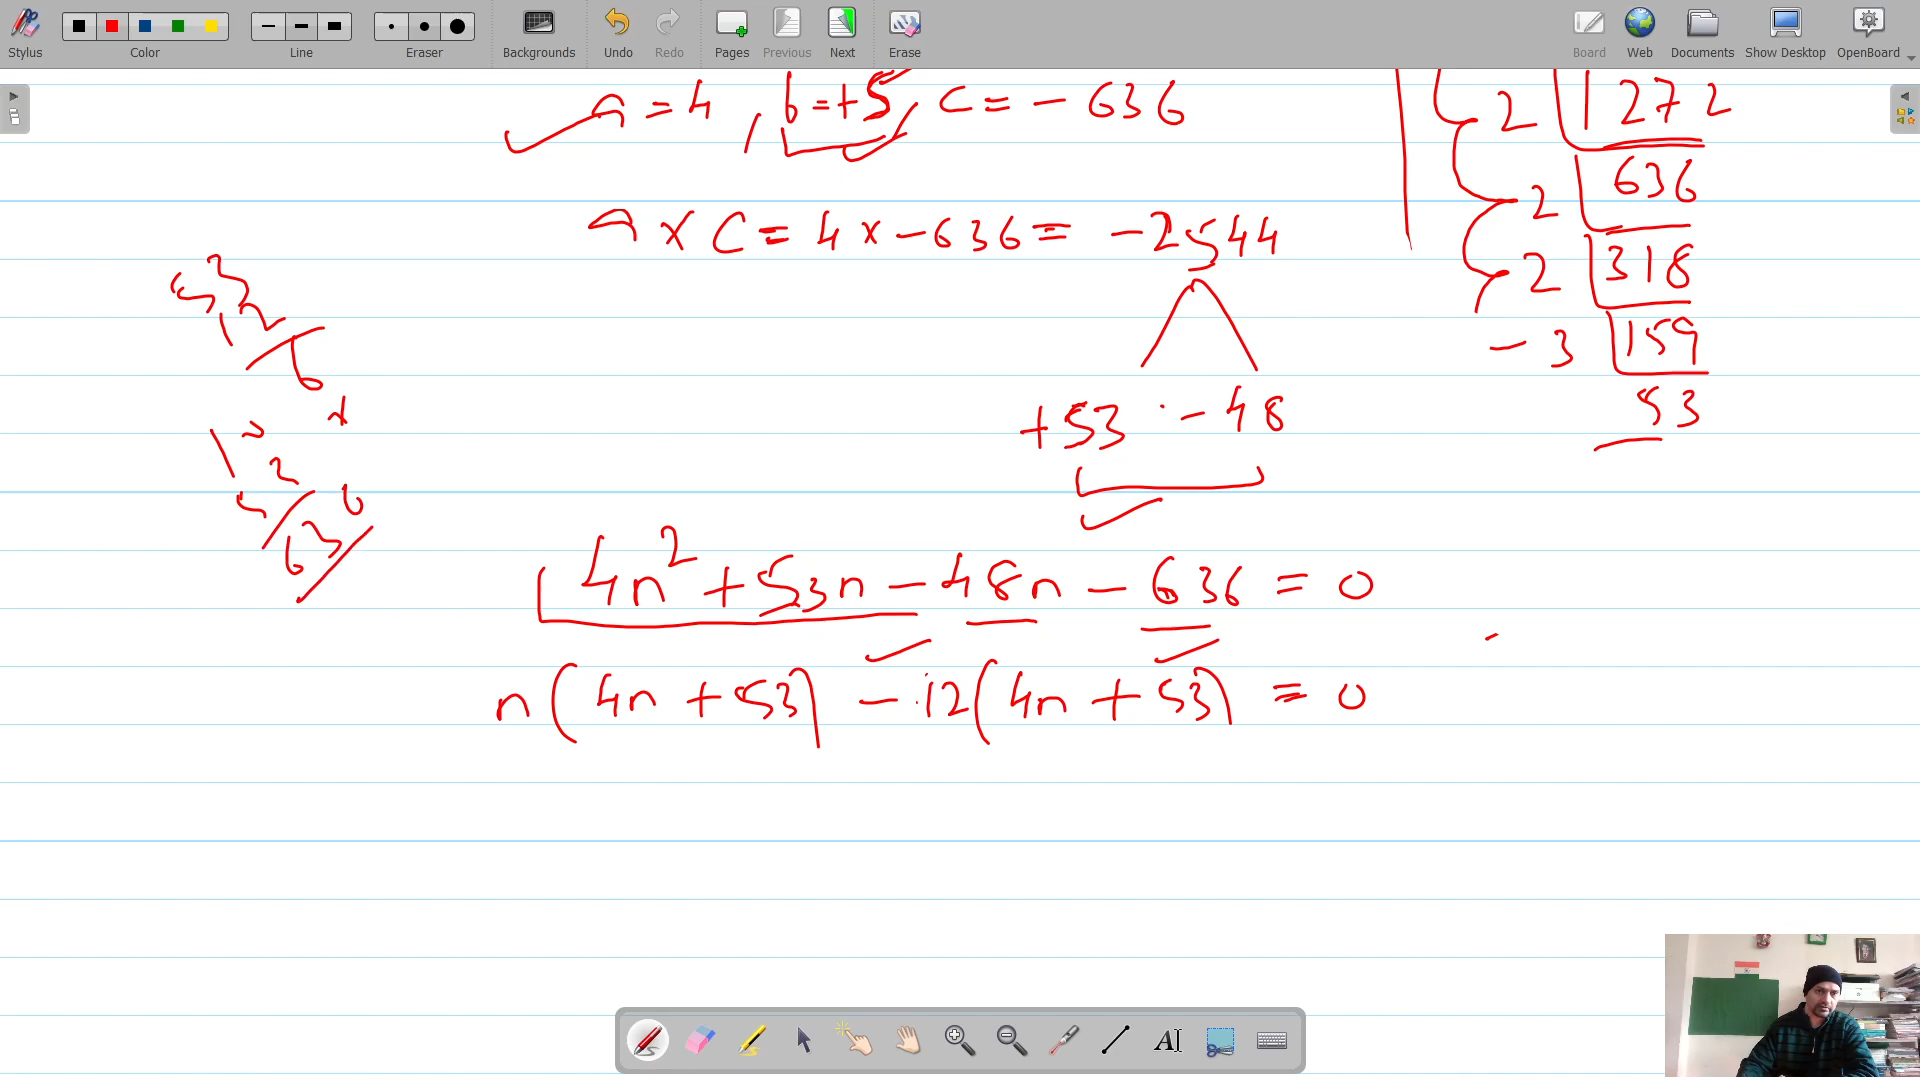 Stylus Color Line Eraser Backgrounds Undo Redo Pages Previous Next Erase Board Web Documents Show Desktop OpenBoard
a = 4, b = +5, c = - 636
a x c = 4 x - 636 = - 2544
+53 - 48
4n² + 53n - 48n - 636 = 0
n(4n + 53) - 12(4n + 53) = 0
2 1272
2 636
2 318
3 159
53